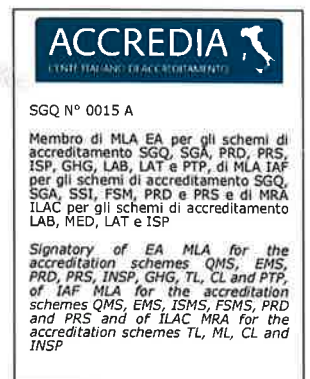 ACCREDIA
L'ENTE ITALIANO DI ACCREDITAMENTO
SGQ N° 0015 A
Membro di MLA EA per gli schemi di
accreditamento SGQ, SGA, PRD, PRS,
ISP, GHG, LAB, LAT e PTP, di MLA IAF
per gli schemi di accreditamento SGQ,
SGA, SSI, FSM, PRD e PRS e di MRA
ILAC per gli schemi di accreditamento
LAB, MED, LAT e ISP
Signatory of EA MLA for the
accreditation schemes QMS, EMS,
PRD, PRS, INSP, GHG, TL, CL and PTP,
of IAF MLA for the accreditation
schemes QMS, EMS, ISMS, FSMS, PRD
and PRS and of ILAC MRA for the
accreditation schemes TL, ML, CL and
INSP